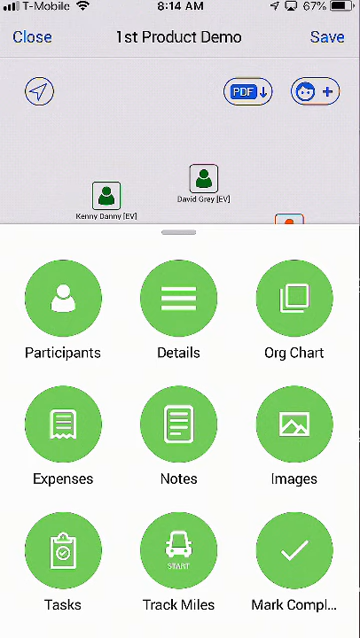 T-Mobile 8:14 AM 67%
Close 1st Product Demo Save
PDF
David Grey [EV]
Kenny Danny [EV]
Participants Details Org Chart
Expenses Notes Images
START
Tasks Track Miles Mark Compl...